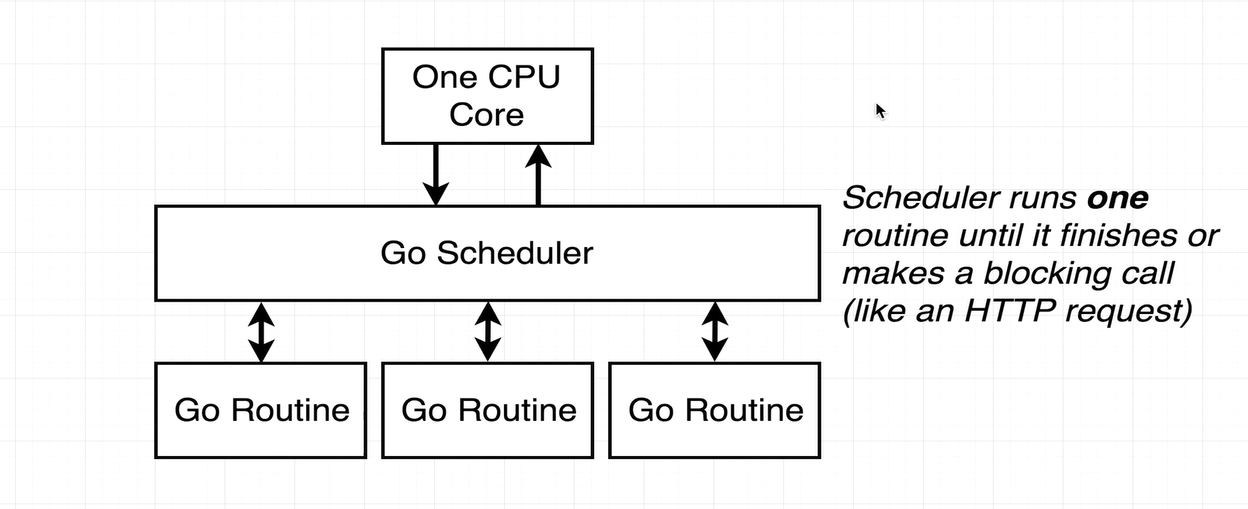 One CPU
Core
Scheduler runs one
routine until it finishes or
makes a blocking call
(like an HTTP request)
Go Scheduler
Go Routine
Go Routine
Go Routine